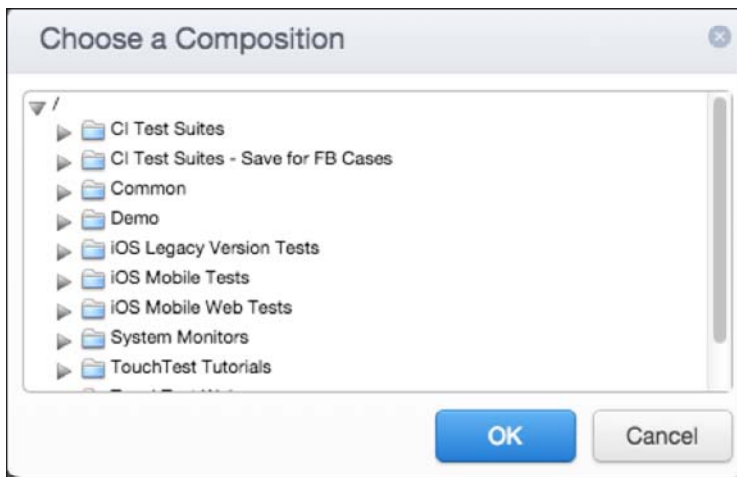 Choose a Composition
/
CI Test Suites
CI Test Suites - Save for FB Cases
Common
Demo
iOS Legacy Version Tests
iOS Mobile Tests
iOS Mobile Web Tests
System Monitors
TouchTest Tutorials
OK
Cancel